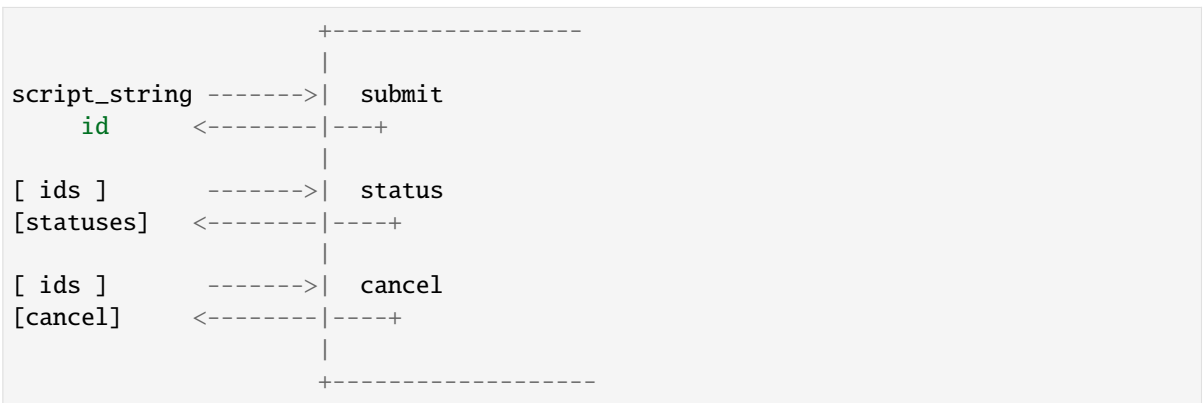 +------------------
                      |
script_string ------->|  submit
     id      <--------|---+
                      |
[ ids ]       ------->|  status
[statuses]   <--------|----+
                      |
[ ids ]       ------->|  cancel
[cancel]     <--------|----+
                      |
                      +-------------------